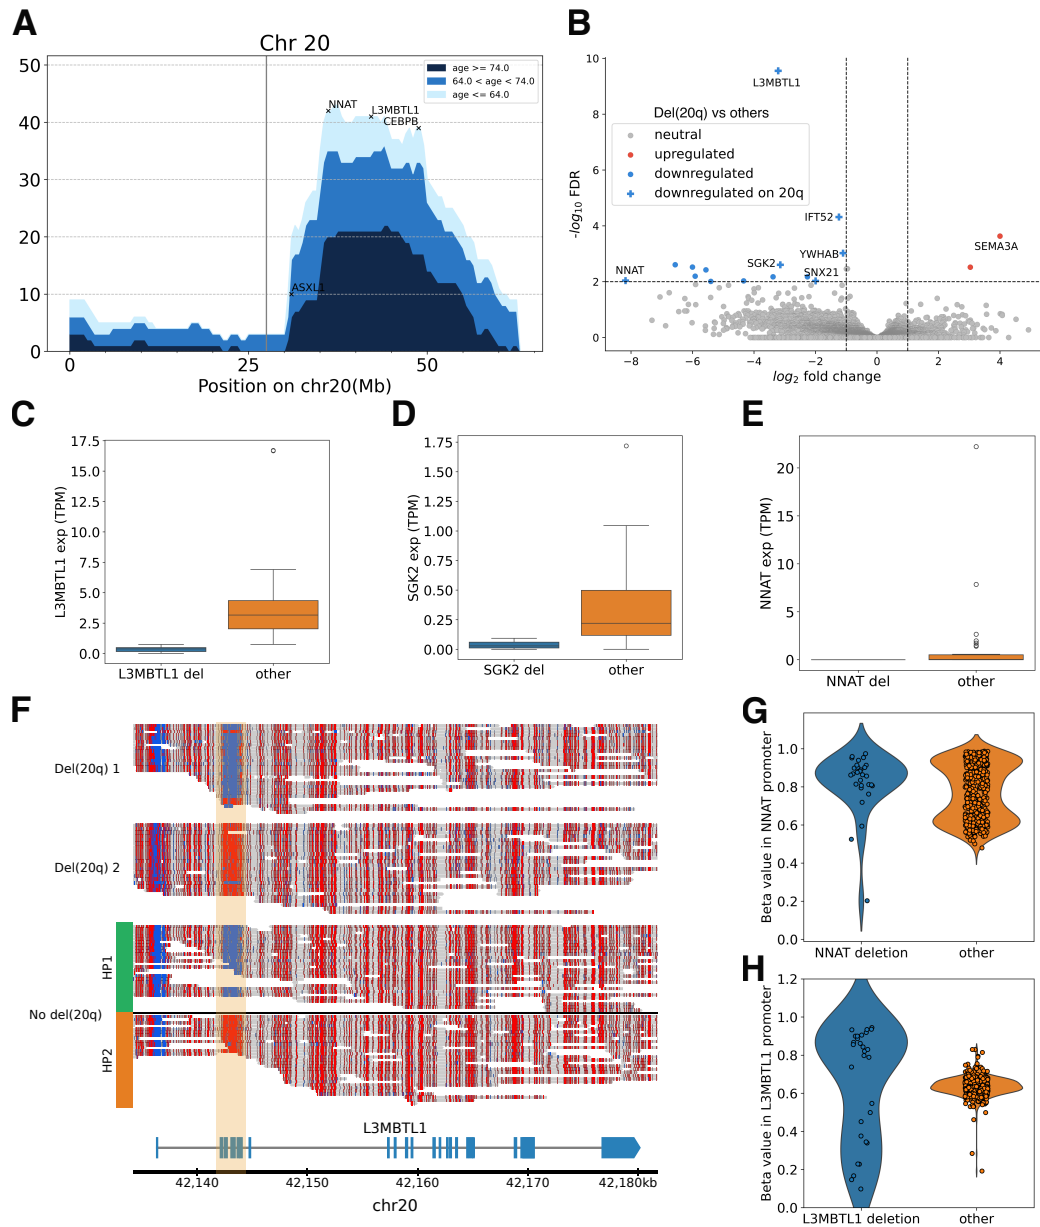 A
Chr 20
50
40
30
20
10
0
age >= 74.0
64.0 < age < 74.0
age <= 64.0
NNAT
L3MBTL1
CEBPB
ASXL1
0
25
50
Position on chr20(Mb)
B
10
8
6
4
2
0
-log10 FDR
L3MBTL1
Del(20q) vs others
neutral
upregulated
downregulated
downregulated on 20q
IFT52
SEMA3A
YWHAB
SGK2
NNAT
SNX21
−8
−6
−4
−2
0
2
4
log2 fold change
C
17.5
15.0
12.5
10.0
7.5
5.0
2.5
0.0
L3MBTL1 exp (TPM)
L3MBTL1 del
other
D
1.75
1.50
1.25
1.00
0.75
0.50
0.25
0.00
SGK2 exp (TPM)
SGK2 del
other
E
20
15
10
5
0
NNAT exp (TPM)
NNAT del
other
F
Del(20q) 1
Del(20q) 2
HP1
No del(20q)
HP2
L3MBTL1
42,140
42,150
42,160
42,170
42,180kb
chr20
G
1.0
0.8
0.6
0.4
0.2
0.0
Beta value in NNAT promoter
NNAT deletion
other
H
1.2
1.0
0.8
0.6
0.4
0.2
0.0
Beta value in L3MBTL1 promoter
L3MBTL1 deletion
other